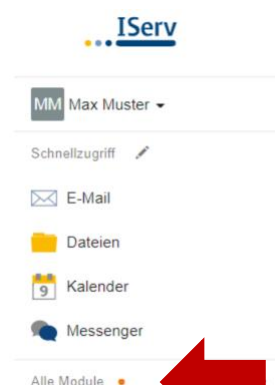 IServ
MM Max Muster
Schnellzugriff
E-Mail
Dateien
9 Kalender
Messenger
Alle Module